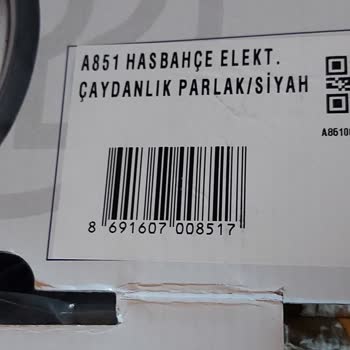 A851 HASBAHÇE ELEKT.
ÇAYDANLIK PARLAK/SİYAH
8 691607 008517